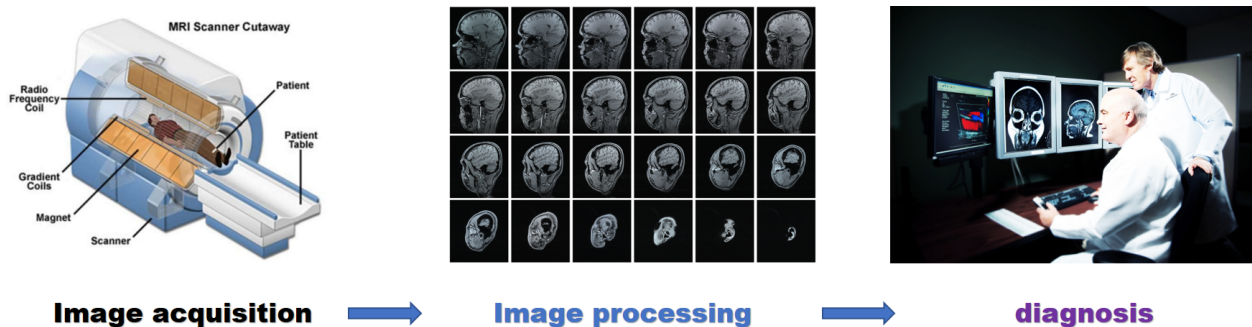 MRI Scanner Cutaway
Radio
Frequency
Coil
Patient
Patient
Table
Gradient
Coils
Magnet
Scanner
Image acquisition
Image processing
diagnosis